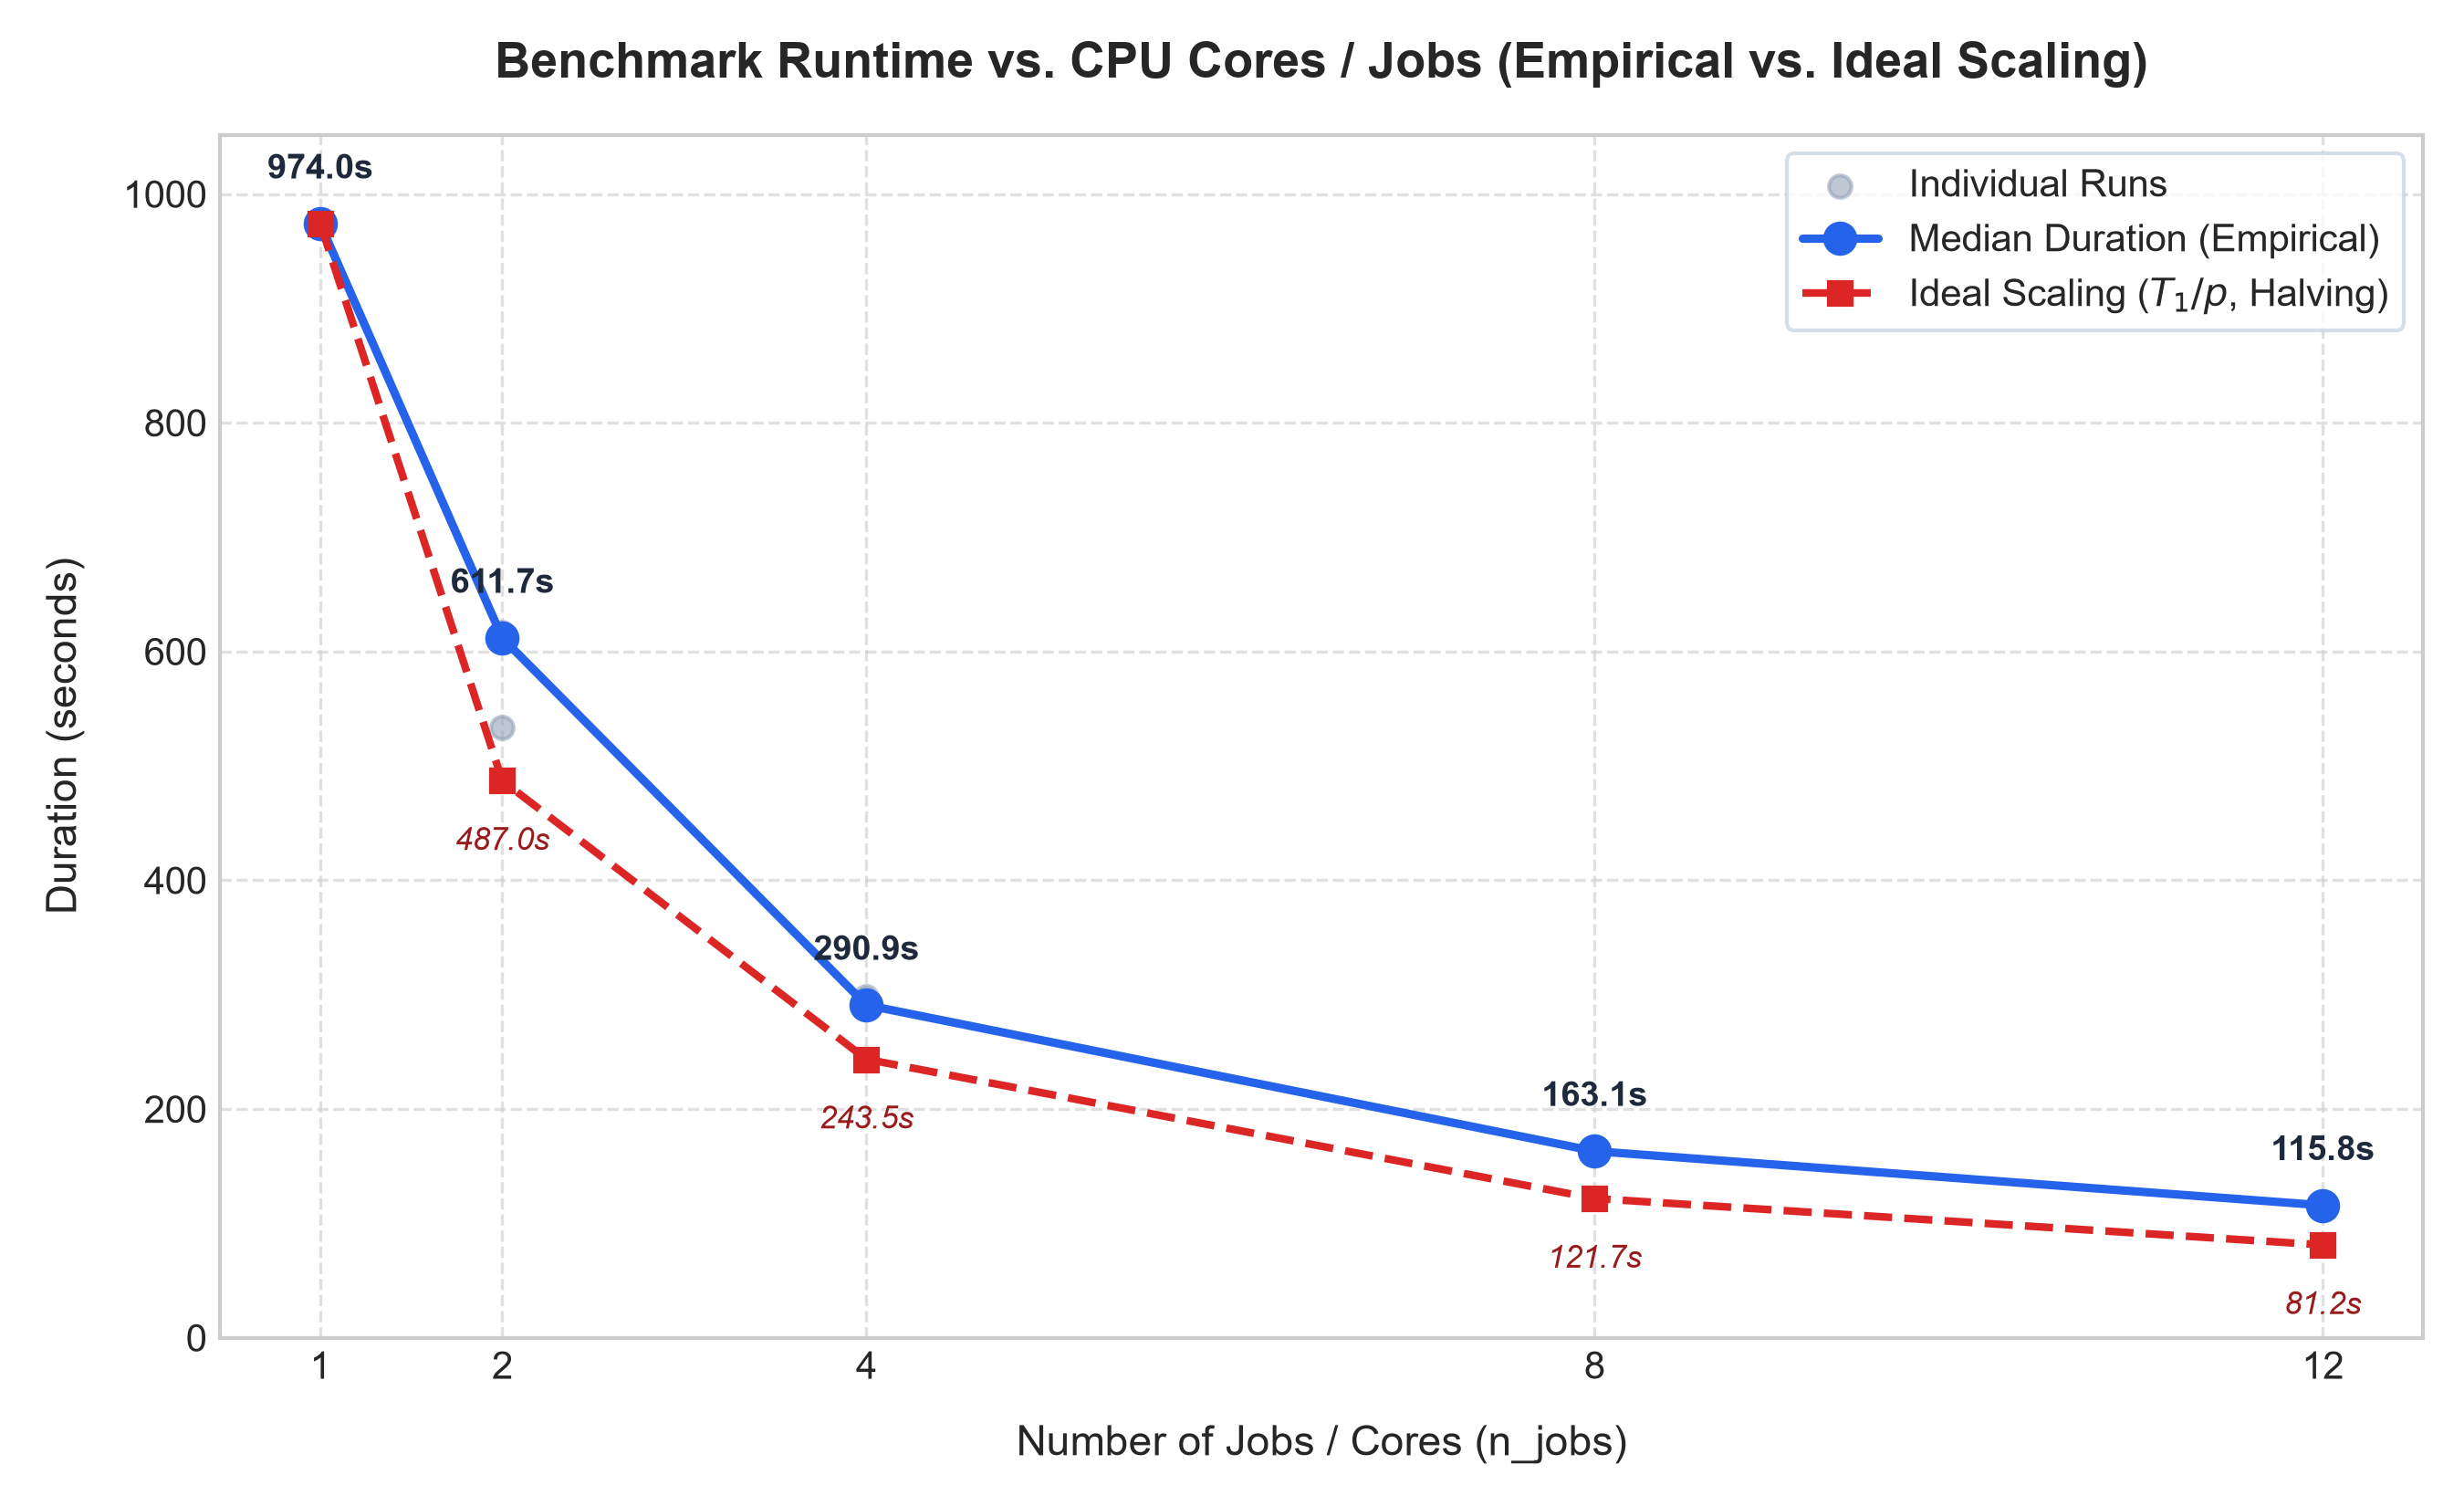 Benchmark Runtime vs. CPU Cores / Jobs (Empirical vs. Ideal Scaling)
Individual Runs
Median Duration (Empirical)
Ideal Scaling (T₁/p, Halving)
Duration (seconds)
1000
800
600
400
200
0
974.0s
611.7s
487.0s
290.9s
243.5s
163.1s
121.7s
115.8s
81.2s
1 2 4 8 12
Number of Jobs / Cores (n_jobs)